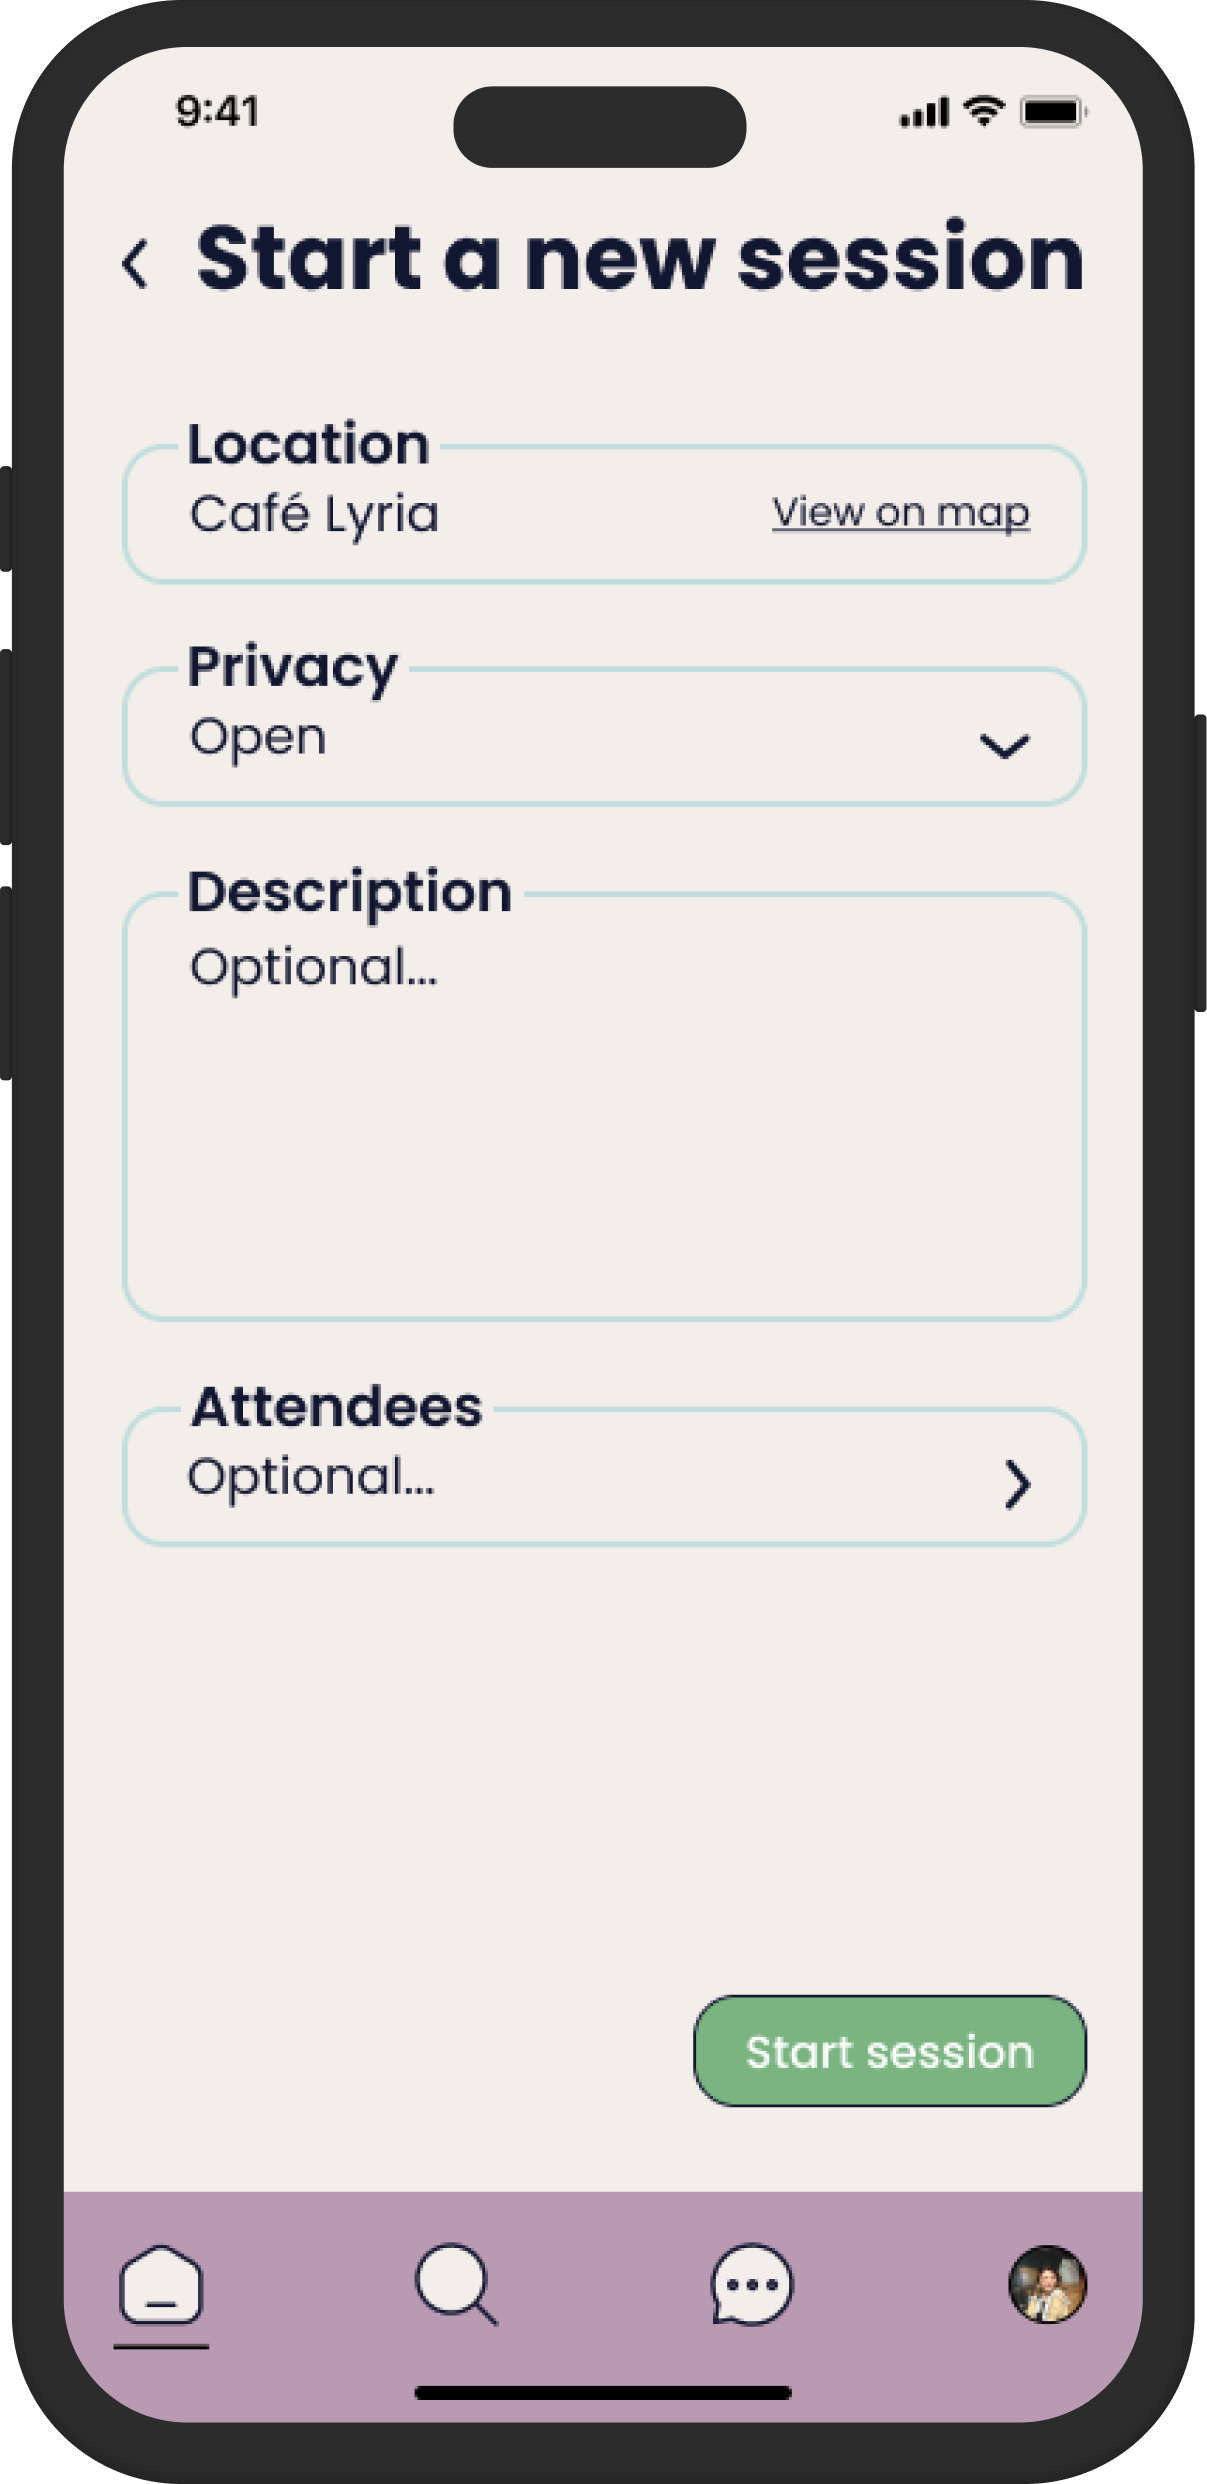 9:41
Start a new session
Location
Café Lyria
View on map
Privacy
Open
Description
Optional...
Attendees
Optional...
Start session